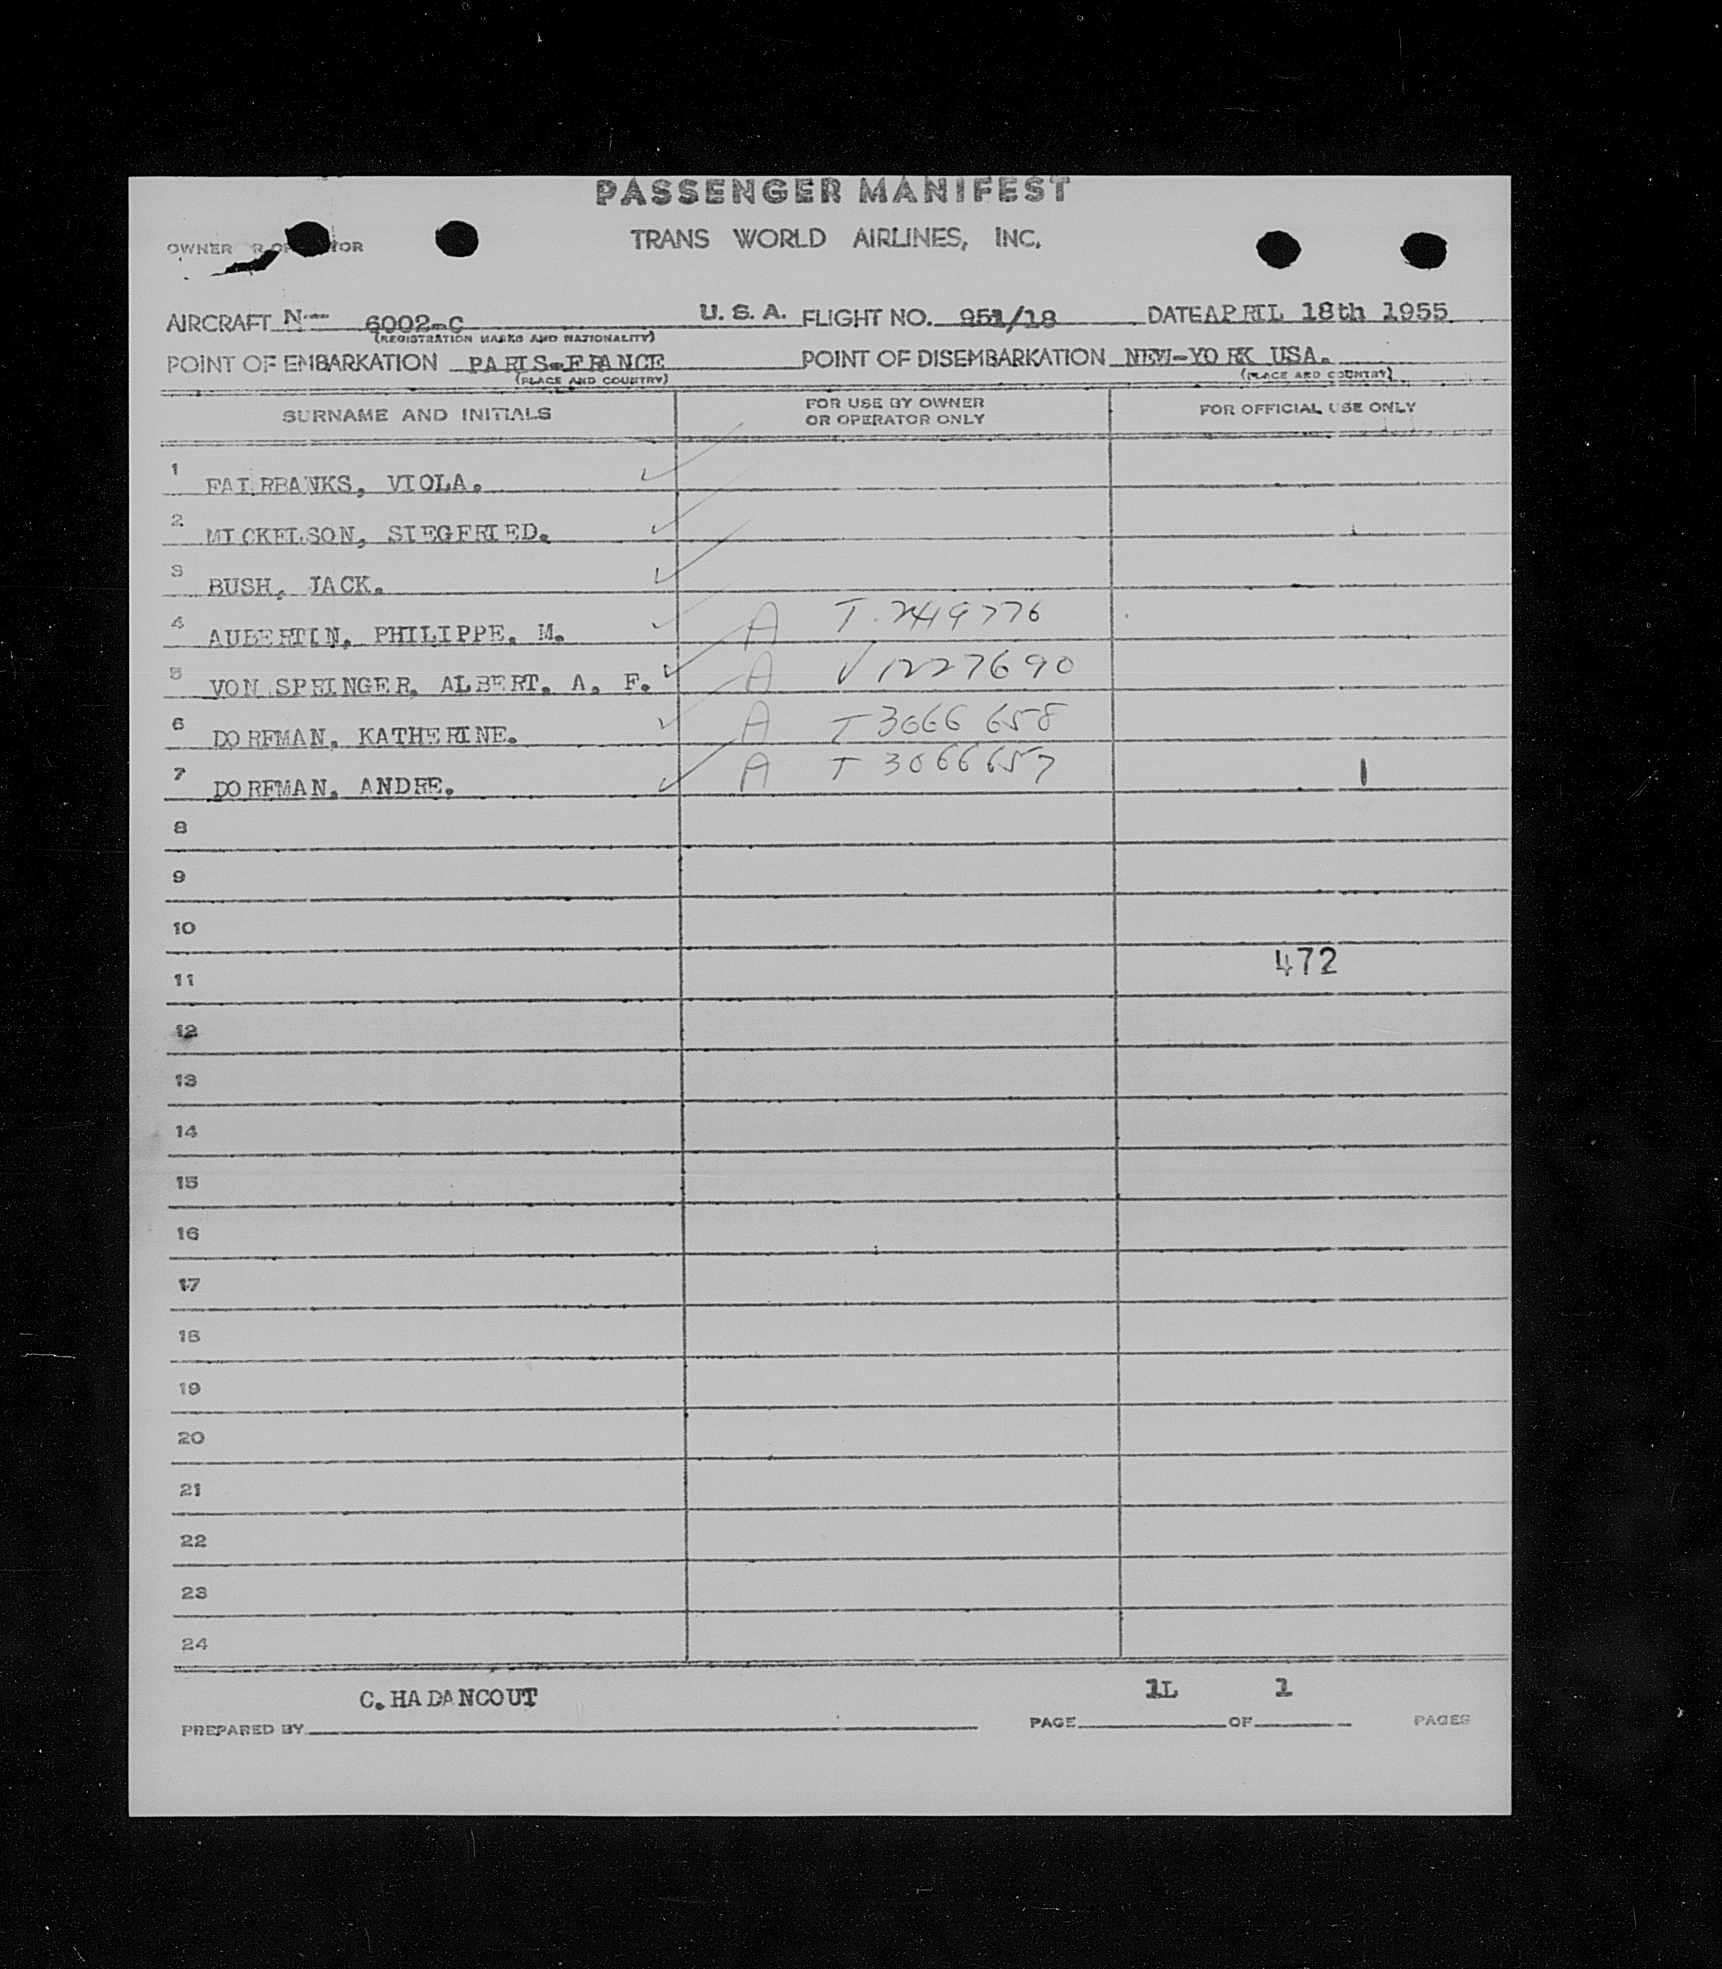 PASSENGER MANIFEST
OWNER OR OPERATOR TRANS WORLD AIRLINES, INC.
AIRCRAFT N-- 6002-C U. S. A. FLIGHT NO. 951/18 DATE APRIL 18th 1955
(REGISTRATION MARKS AND NATIONALITY)
POINT OF EMBARKATION PARIS-FRANCE POINT OF DISEMBARKATION NEW-YORK USA.
(PLACE AND COUNTRY) (PLACE AND COUNTRY)
SURNAME AND INITIALS FOR USE BY OWNER OR OPERATOR ONLY FOR OFFICIAL USE ONLY
1 FAIRBANKS, VIOLA.
2 MICKELSON, SIEGFRIED.
3 BUSH, JACK.
4 AUBERTIN, PHILIPPE. M. A T. 2419776
5 VON SPRINGER, ALBERT. A. F. A V 1227690
6 DORFMAN, KATHERINE. A T 3066658
7 DORFMAN, ANDRE. A T 3066657
8
9
10
11 472
12
13
14
15
16
17
18
19
20
21
22
23
24
C.HADANCOUT 1L 1
PREPARED BY PAGE OF PAGES